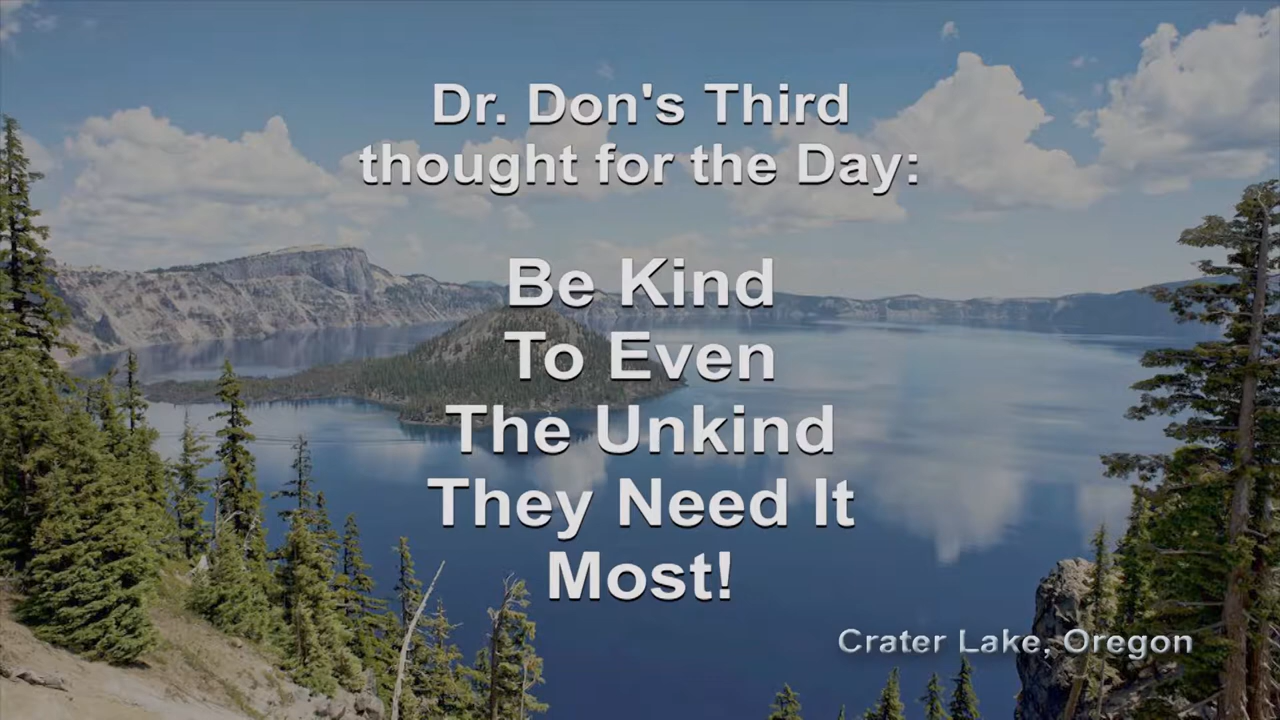 Dr. Don's Third
thought for the Day:
Be Kind
To Even
The Unkind
They Need It
Most!
Crater Lake, Oregon